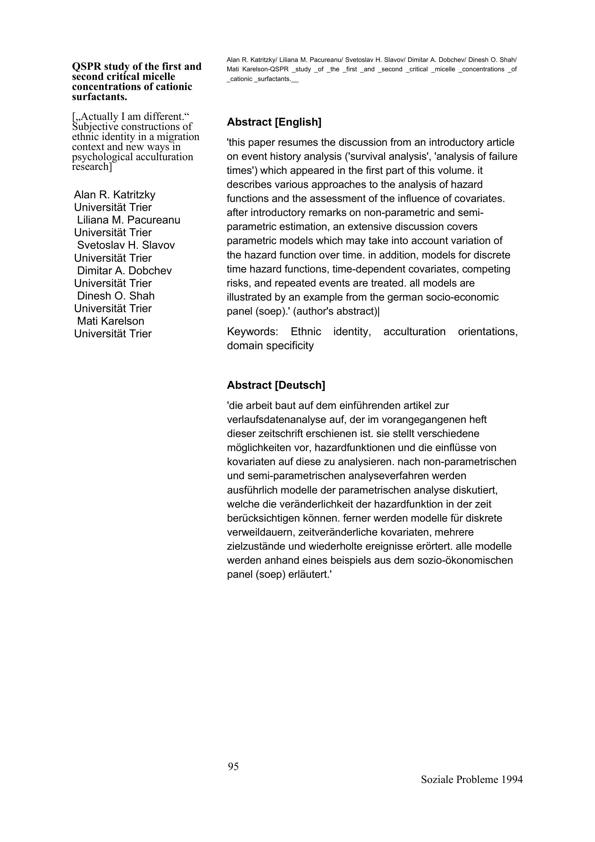 QSPR study of the first and
second critical micelle
concentrations of cationic
surfactants.
[„Actually I am different.“
Subjective constructions of
ethnic identity in a migration
context and new ways in
psychological acculturation
research]
Alan R. Katritzky
Universität Trier
Liliana M. Pacureanu
Universität Trier
Svetoslav H. Slavov
Universität Trier
Dimitar A. Dobchev
Universität Trier
Dinesh O. Shah
Universität Trier
Mati Karelson
Universität Trier
Alan R. Katritzky/ Liliana M. Pacureanu/ Svetoslav H. Slavov/ Dimitar A. Dobchev/ Dinesh O. Shah/
Mati Karelson-QSPR _study _of _the _first _and _second _critical _micelle _concentrations _of
_cationic _surfactants.__
Abstract [English]
'this paper resumes the discussion from an introductory article
on event history analysis ('survival analysis', 'analysis of failure
times') which appeared in the first part of this volume. it
describes various approaches to the analysis of hazard
functions and the assessment of the influence of covariates.
after introductory remarks on non-parametric and semi-
parametric estimation, an extensive discussion covers
parametric models which may take into account variation of
the hazard function over time. in addition, models for discrete
time hazard functions, time-dependent covariates, competing
risks, and repeated events are treated. all models are
illustrated by an example from the german socio-economic
panel (soep).' (author's abstract)|
Keywords: Ethnic identity, acculturation orientations,
domain specificity
Abstract [Deutsch]
'die arbeit baut auf dem einführenden artikel zur
verlaufsdatenanalyse auf, der im vorangegangenen heft
dieser zeitschrift erschienen ist. sie stellt verschiedene
möglichkeiten vor, hazardfunktionen und die einflüsse von
kovariaten auf diese zu analysieren. nach non-parametrischen
und semi-parametrischen analyseverfahren werden
ausführlich modelle der parametrischen analyse diskutiert,
welche die veränderlichkeit der hazardfunktion in der zeit
berücksichtigen können. ferner werden modelle für diskrete
verweildauern, zeitveränderliche kovariaten, mehrere
zielzustände und wiederholte ereignisse erörtert. alle modelle
werden anhand eines beispiels aus dem sozio-ökonomischen
panel (soep) erläutert.'
95
Soziale Probleme 1994